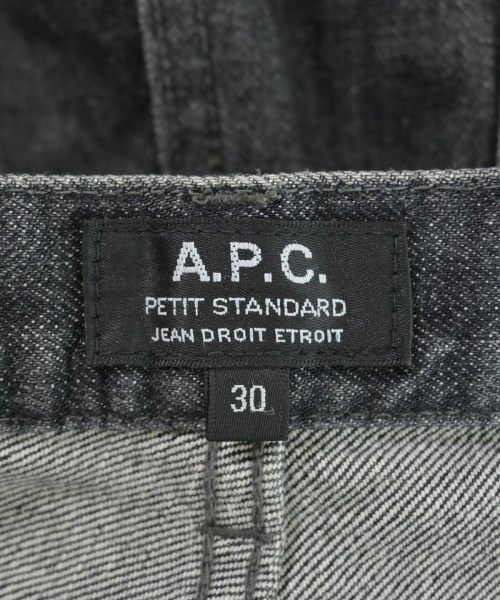 A.P.C.
PETIT STANDARD
JEAN DROIT ETROIT
30